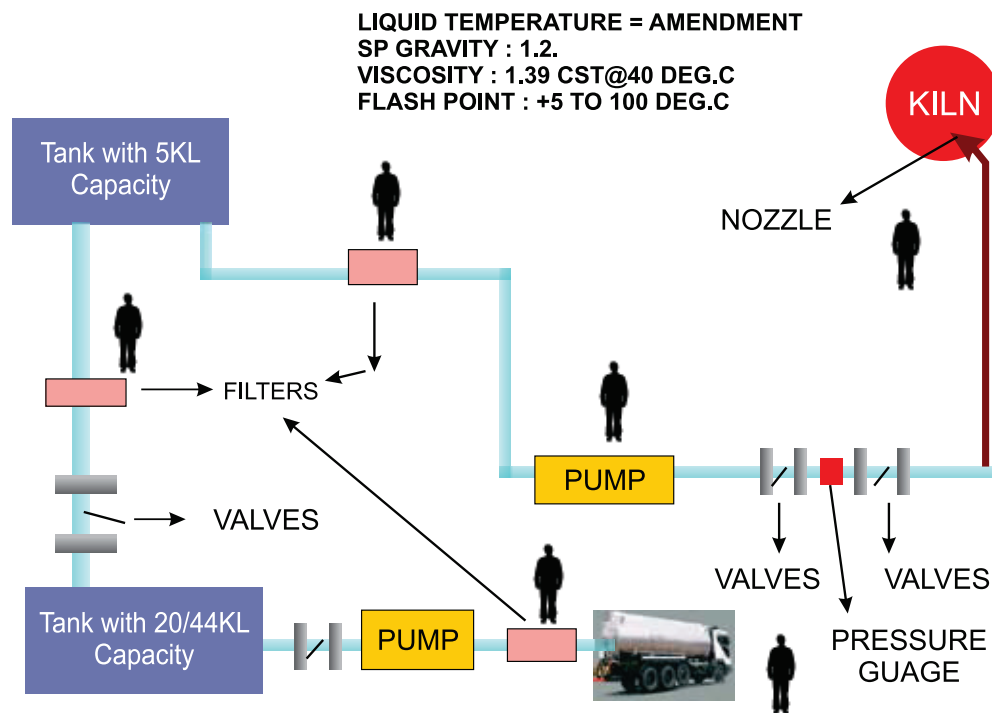 LIQUID TEMPERATURE = AMENDMENT
SP GRAVITY : 1.2.
VISCOSITY : 1.39 CST@40 DEG.C
FLASH POINT : +5 TO 100 DEG.C
KILN
Tank with 5KL
Capacity
NOZZLE
FILTERS
PUMP
VALVES
VALVES
VALVES
Tank with 20/44KL
Capacity
PUMP
PRESSURE
GUAGE